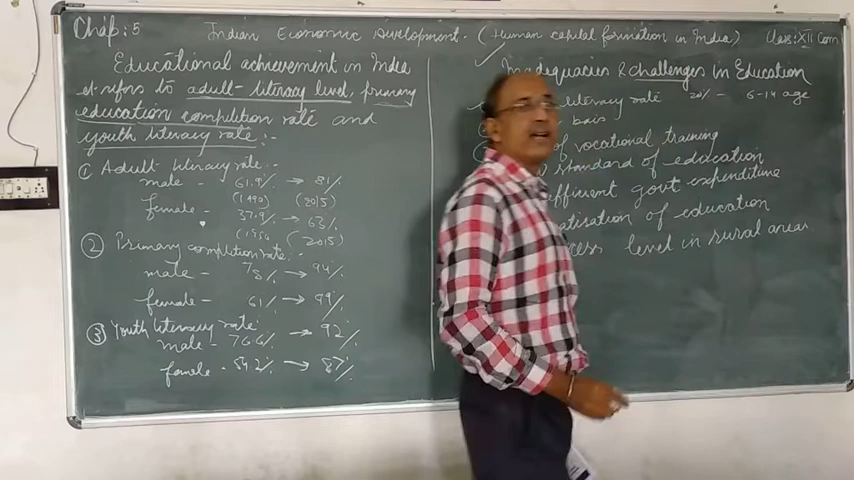 Chap: 5 Indian Economic Development. (Human capital formation in India) Class: XII Com
Educational achievement in India
it refers to adult-literacy level, primary
education completion rate and
youth literacy rate :-
① Adult literacy rate :-
male - 61.9% → 81%
(1990) (2015)
female - 37.9% → 63%
(2015)
② Primary completion rate :-
male - 78% → 94%
female - 61% → 99%
③ Youth literacy rate
male - 76.6% → 92%
female - 54.2% → 87%
Inadequacies & challenges in Education
literacy rate 20% - 6-14 age
bais
of vocational training
standard of education
efficient govt expenditure
atisation of education
cess level in rural areas